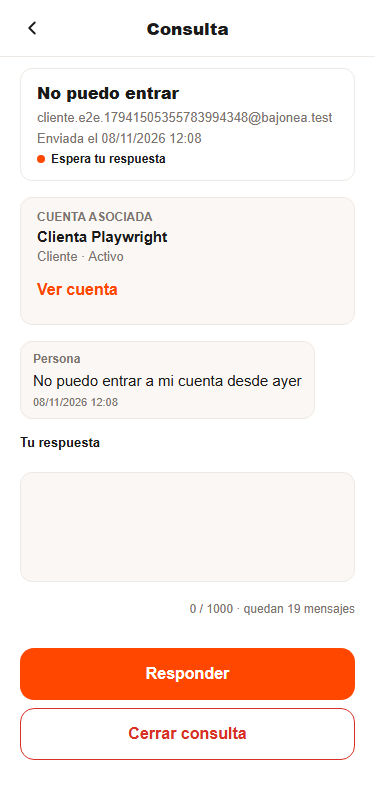 Consulta
No puedo entrar
cliente.e2e.17941505355783994348@bajonea.test
Enviada el 08/11/2026 12:08
Espera tu respuesta
CUENTA ASOCIADA
Clienta Playwright
Cliente · Activo
Ver cuenta
Persona
No puedo entrar a mi cuenta desde ayer
08/11/2026 12:08
Tu respuesta
0 / 1000 · quedan 19 mensajes
Responder
Cerrar consulta